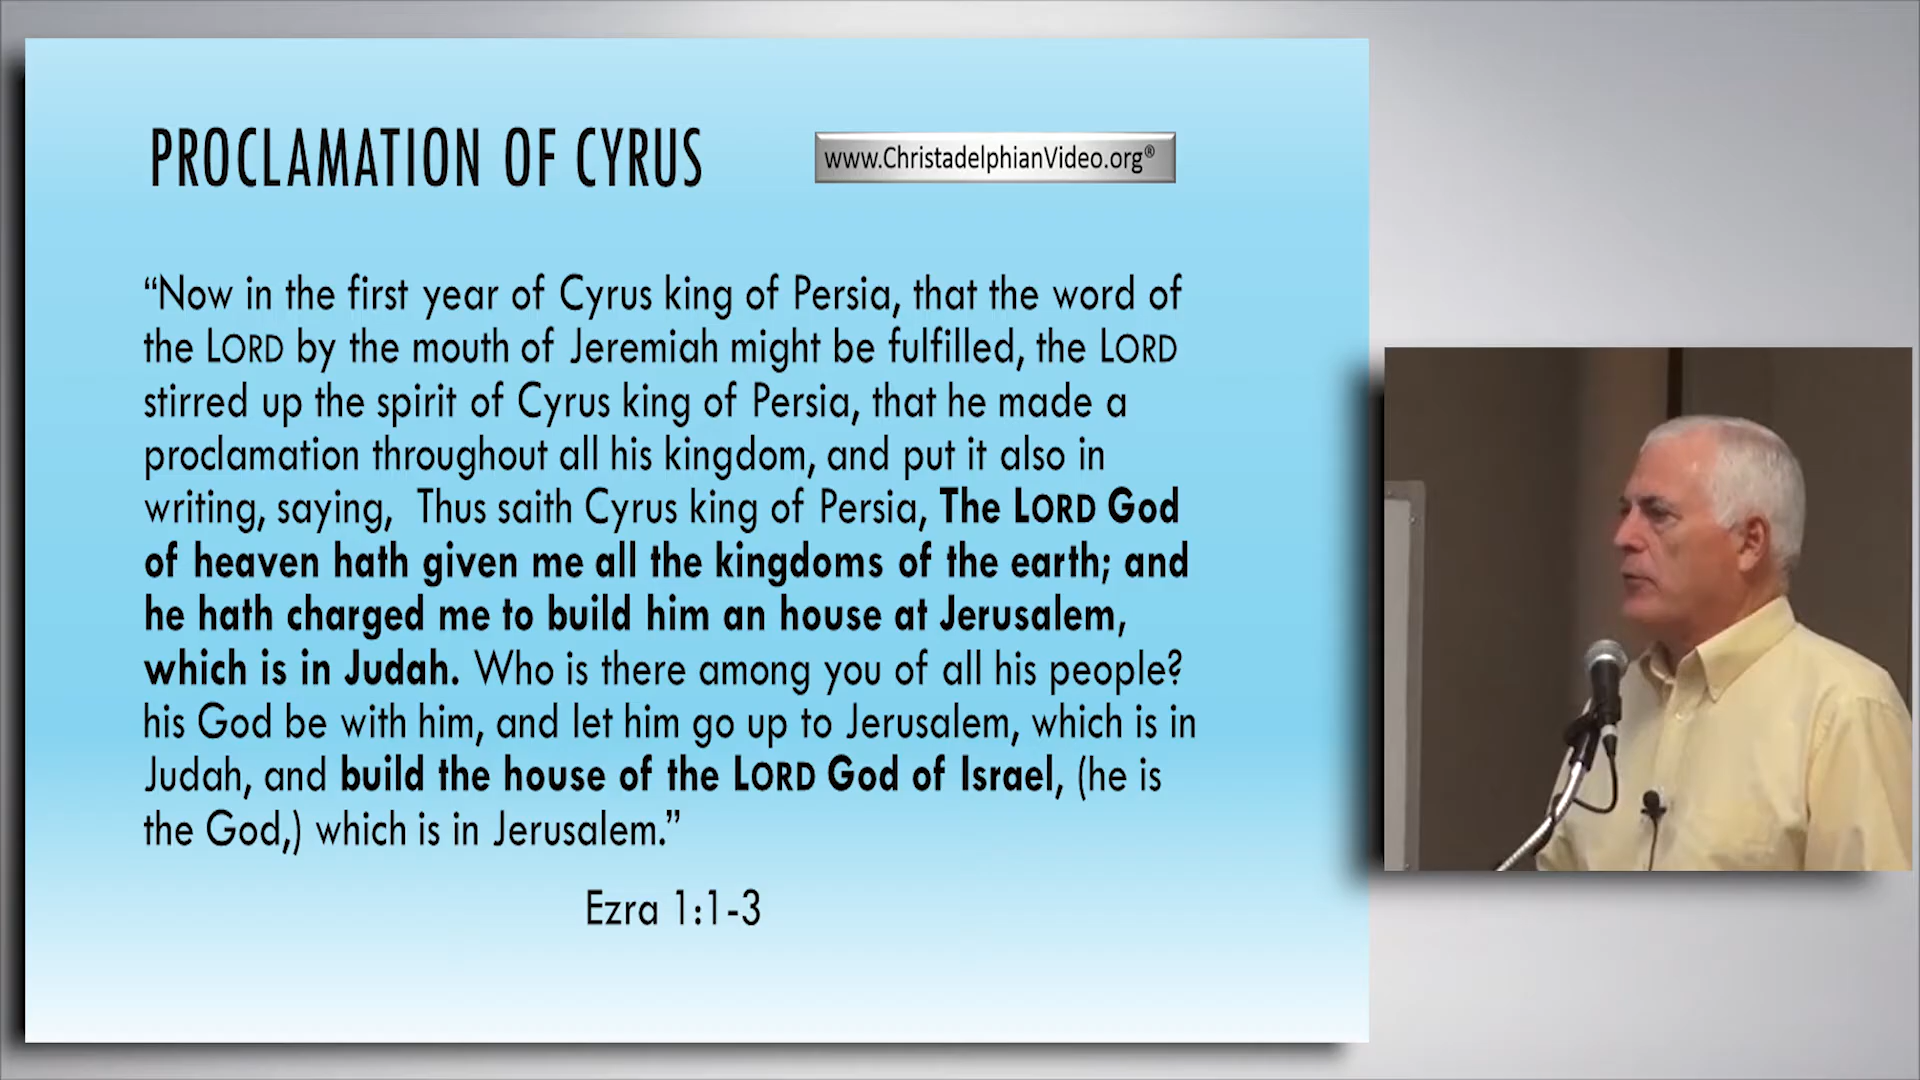 PROCLAMATION OF CYRUS
www.ChristadelphianVideo.org®
“Now in the first year of Cyrus king of Persia, that the word of
the LORD by the mouth of Jeremiah might be fulfilled, the LORD
stirred up the spirit of Cyrus king of Persia, that he made a
proclamation throughout all his kingdom, and put it also in
writing, saying,  Thus saith Cyrus king of Persia, The LORD God
of heaven hath given me all the kingdoms of the earth; and
he hath charged me to build him an house at Jerusalem,
which is in Judah. Who is there among you of all his people?
his God be with him, and let him go up to Jerusalem, which is in
Judah, and build the house of the LORD God of Israel, (he is
the God,) which is in Jerusalem.”
Ezra 1:1-3